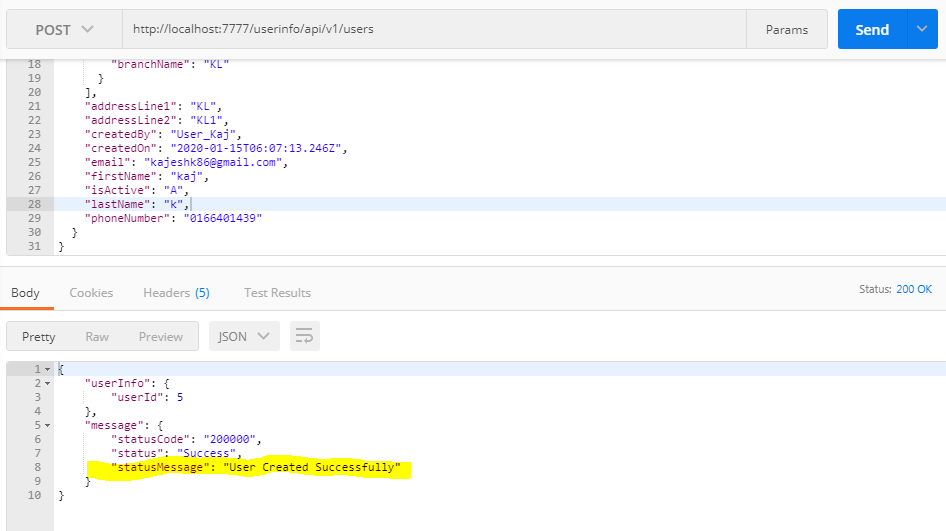 POST http://localhost:7777/userinfo/api/v1/users Params Send
18 "branchName": "KL"
19 }
20 ],
21 "addressLine1": "KL",
22 "addressLine2": "KL1",
23 "createdBy": "User_Kaj",
24 "createdOn": "2020-01-15T06:07:13.246Z",
25 "email": "kajeshk86@gmail.com",
26 "firstName": "kaj",
27 "isActive": "A",
28 "lastName": "k",
29 "phoneNumber": "0166401439"
30 }
31 }
Body Cookies Headers (5) Test Results Status: 200 OK
Pretty Raw Preview JSON
1 {
2 "userInfo": {
3 "userId": 5
4 },
5 "message": {
6 "statusCode": "200000",
7 "status": "Success",
8 "statusMessage": "User Created Successfully"
9 }
10 }